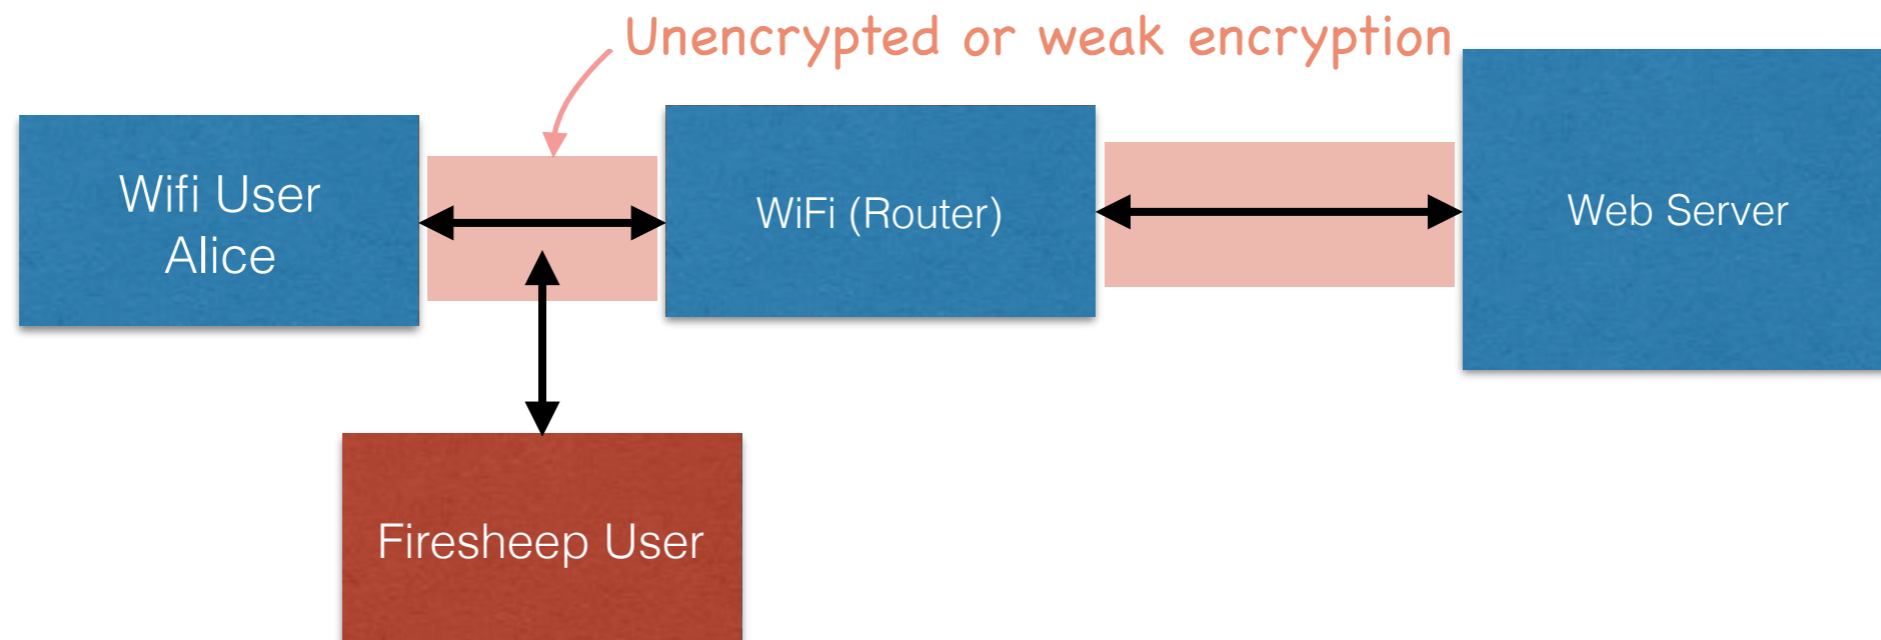 Unencrypted or weak encryption
Wifi User
Alice
WiFi (Router)
Web Server
Firesheep User